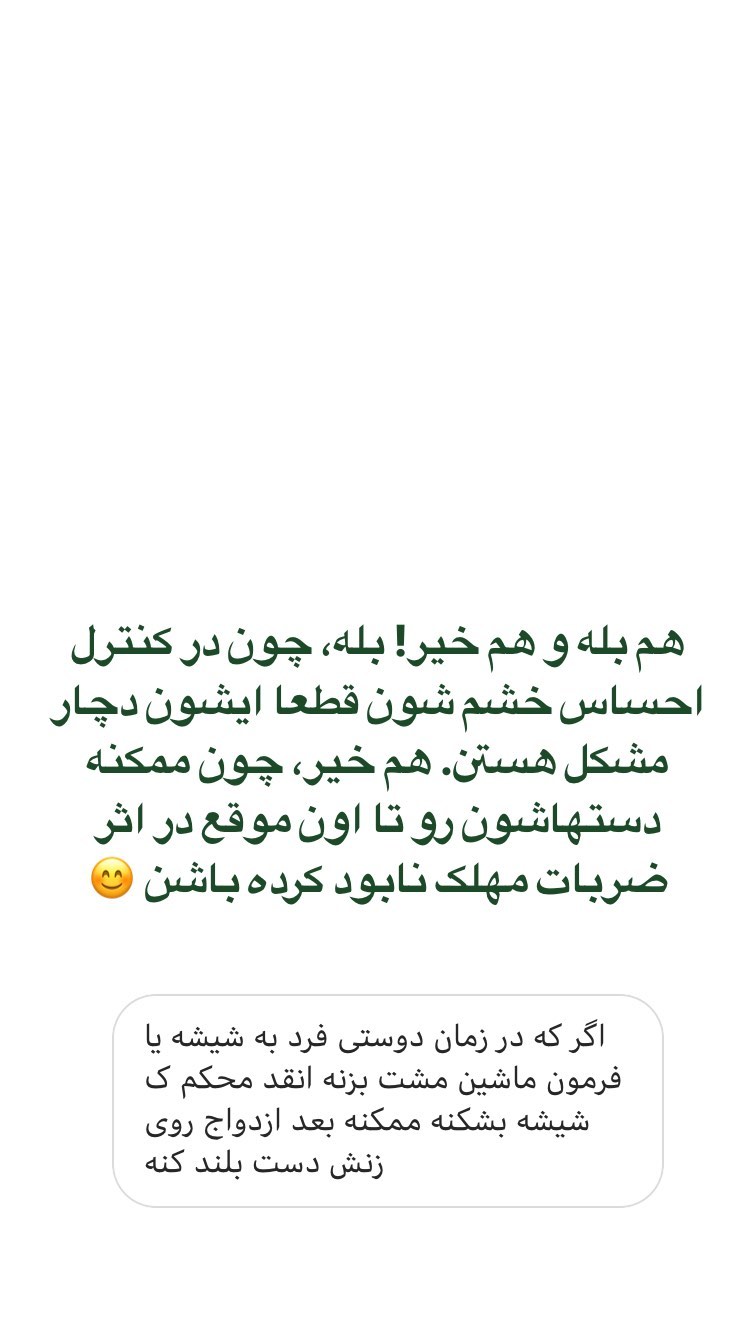 هم بله و هم خیر! بله، چون در کنترل
احساس خشم شون قطعا ایشون دچار
مشکل هستن. هم خیر، چون ممکنه
دستهاشون رو تا اون موقع در اثر
ضربات مهلک نابود کرده باشن 😊
اگر که در زمان دوستی فرد به شیشه یا
فرمون ماشین مشت بزنه انقد محکم ک
شیشه بشکنه ممکنه بعد ازدواج روی
زنش دست بلند کنه